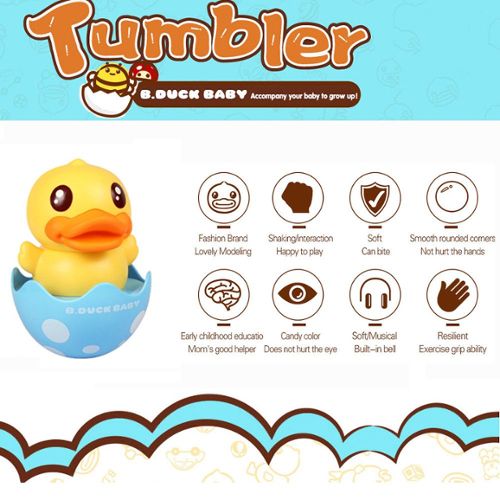 Tumbler
B.DUCK BABY Accompany your baby to grow up!
B.DUCK BABY
Fashion Brand
Lovely Modeling
Shaking/interaction
Happy to play
Soft
Can bite
Smooth rounded corners
Not hurt the hands
Early childhood educatio
Mom's good helper
Candy color
Does not hurt the eye
Soft/Musical
Built-in bell
Resilient
Exercise grip ability